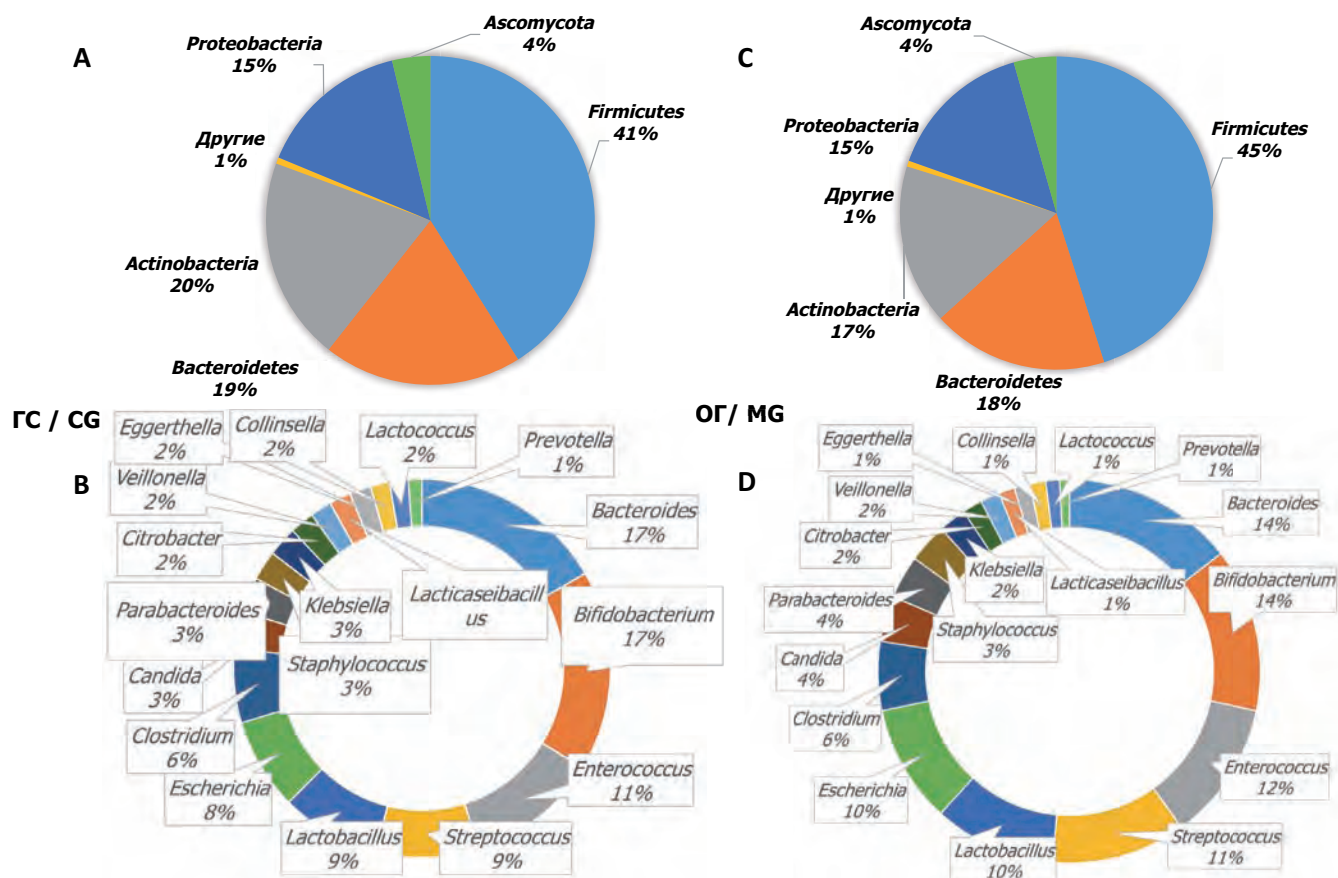 A
Proteobacteria
15%
Ascomycota
4%
Firmicutes
41%
Другие
1%
Actinobacteria
20%
Bacteroidetes
19%
C
Ascomycota
4%
Proteobacteria
15%
Firmicutes
45%
Другие
1%
Actinobacteria
17%
Bacteroidetes
18%
ГС / CG
B
Eggerthella
2%
Collinsella
2%
Lactococcus
2%
Prevotella
1%
Veillonella
2%
Bacteroides
17%
Citrobacter
2%
Lacticaseibacill
us
Bifidobacterium
17%
Parabacteroides
3%
Klebsiella
3%
Candida
3%
Staphylococcus
3%
Clostridium
6%
Enterococcus
11%
Escherichia
8%
Lactobacillus
9%
Streptococcus
9%
ОГ/ MG
D
Eggerthella
1%
Collinsella
1%
Lactococcus
1%
Prevotella
1%
Veillonella
2%
Bacteroides
14%
Citrobacter
2%
Klebsiella
2%
Lacticaseibacillus
1%
Bifidobacterium
14%
Parabacteroides
4%
Staphylococcus
3%
Candida
4%
Clostridium
6%
Enterococcus
12%
Escherichia
10%
Lactobacillus
10%
Streptococcus
11%